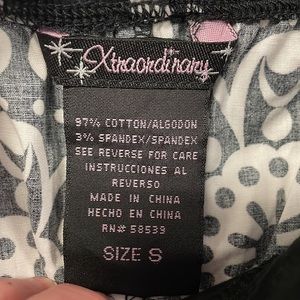 Xtraordinary
97% COTTON/ALGODON
3% SPANDEX/SPANDEX
SEE REVERSE FOR CARE
INSTRUCCIONES AL
REVERSO
MADE IN CHINA
HECHO EN CHINA
RN# 58539
SIZE S